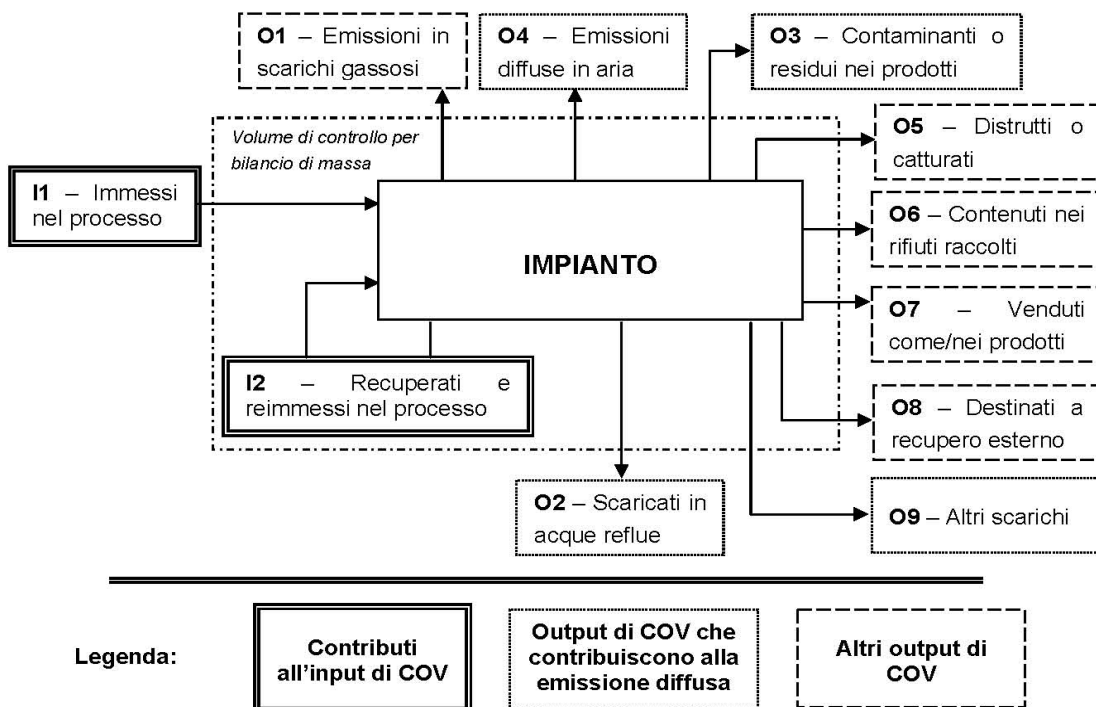 O1 – Emissioni in
scarichi gassosi
O4 – Emissioni
diffuse in aria
O3 – Contaminanti o
residui nei prodotti
Volume di controllo per
bilancio di massa
O5 – Distrutti o
catturati
I1 – Immessi
nel processo
O6 – Contenuti nei
rifiuti raccolti
IMPIANTO
O7 – Venduti
come/nei prodotti
I2 – Recuperati e
reimmessi nel processo
O8 – Destinati a
recupero esterno
O2 – Scaricati in
acque reflue
O9 – Altri scarichi
Legenda:
Contributi
all'input di COV
Output di COV che
contribuiscono alla
emissione diffusa
Altri output di
COV